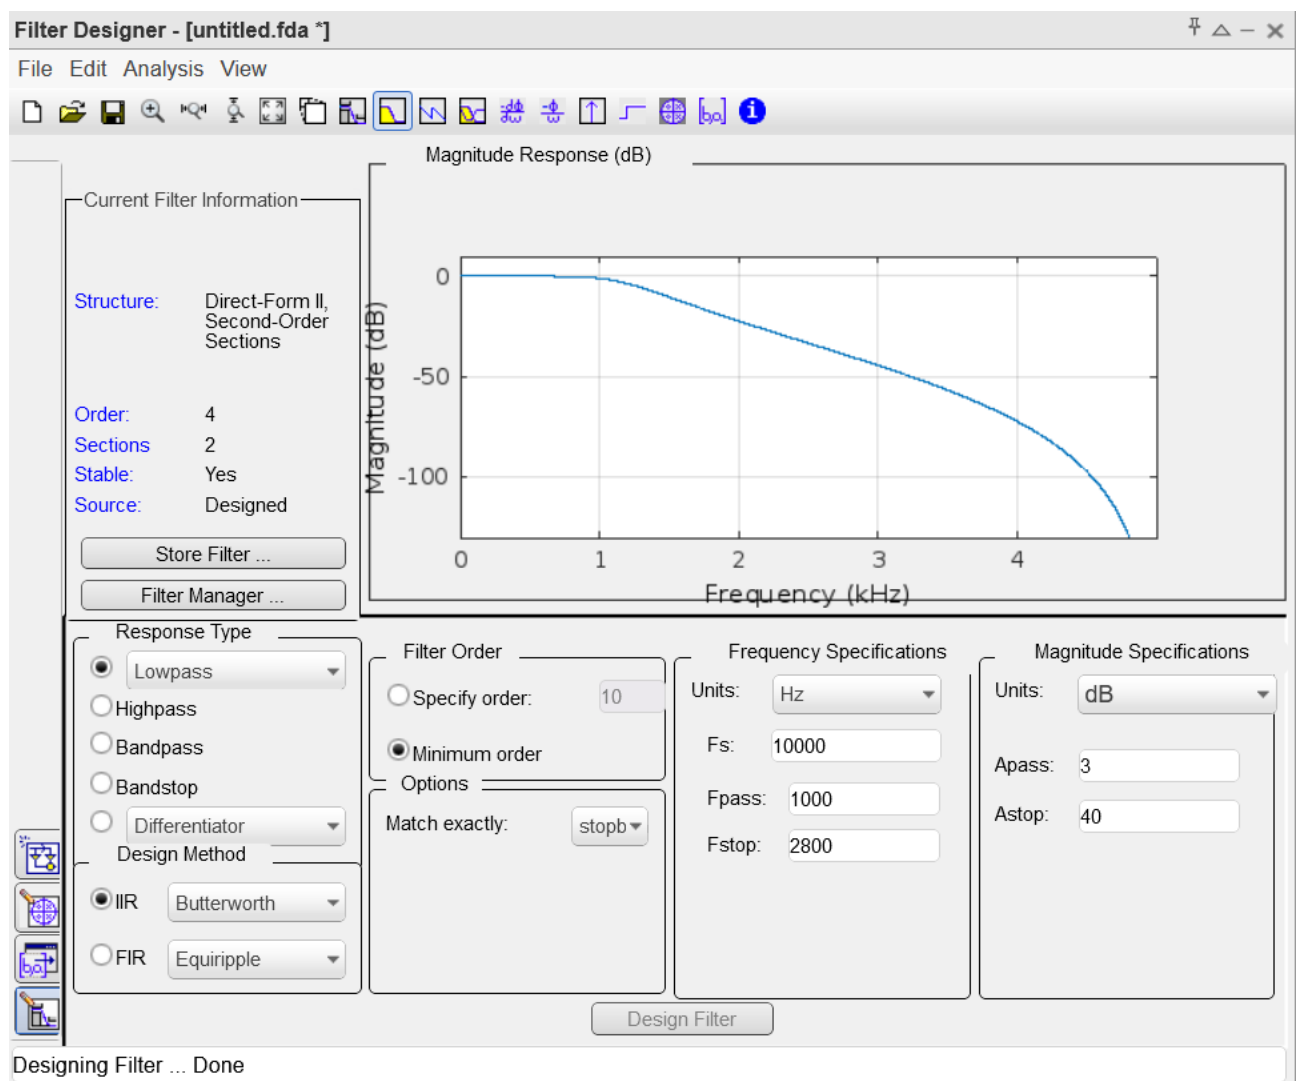 Filter Designer - [untitled.fda *]
File Edit Analysis View
[b,a]
Magnitude Response (dB)
Current Filter Information
Structure: Direct-Form II,
Second-Order
Sections
Order: 4
Sections 2
Stable: Yes
Source: Designed
Store Filter ...
Filter Manager ...
Magnitude (dB)
0
-50
-100
0 1 2 3 4
Frequency (kHz)
Response Type
Lowpass
Highpass
Bandpass
Bandstop
Differentiator
Design Method
IIR Butterworth
FIR Equiripple
Filter Order
Specify order: 10
Minimum order
Options
Match exactly: stopb
Frequency Specifications
Units: Hz
Fs: 10000
Fpass: 1000
Fstop: 2800
Magnitude Specifications
Units: dB
Apass: 3
Astop: 40
Design Filter
Designing Filter ... Done